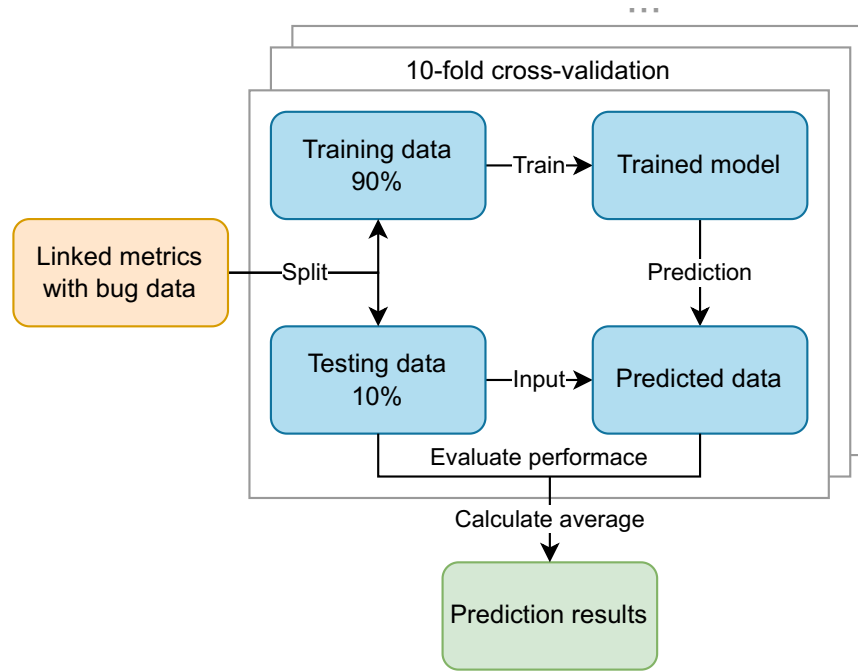 ...
10-fold cross-validation
Training data
90%
Train
Trained model
Linked metrics
with bug data
Split
Prediction
Testing data
10%
Input
Predicted data
Evaluate performace
Calculate average
Prediction results